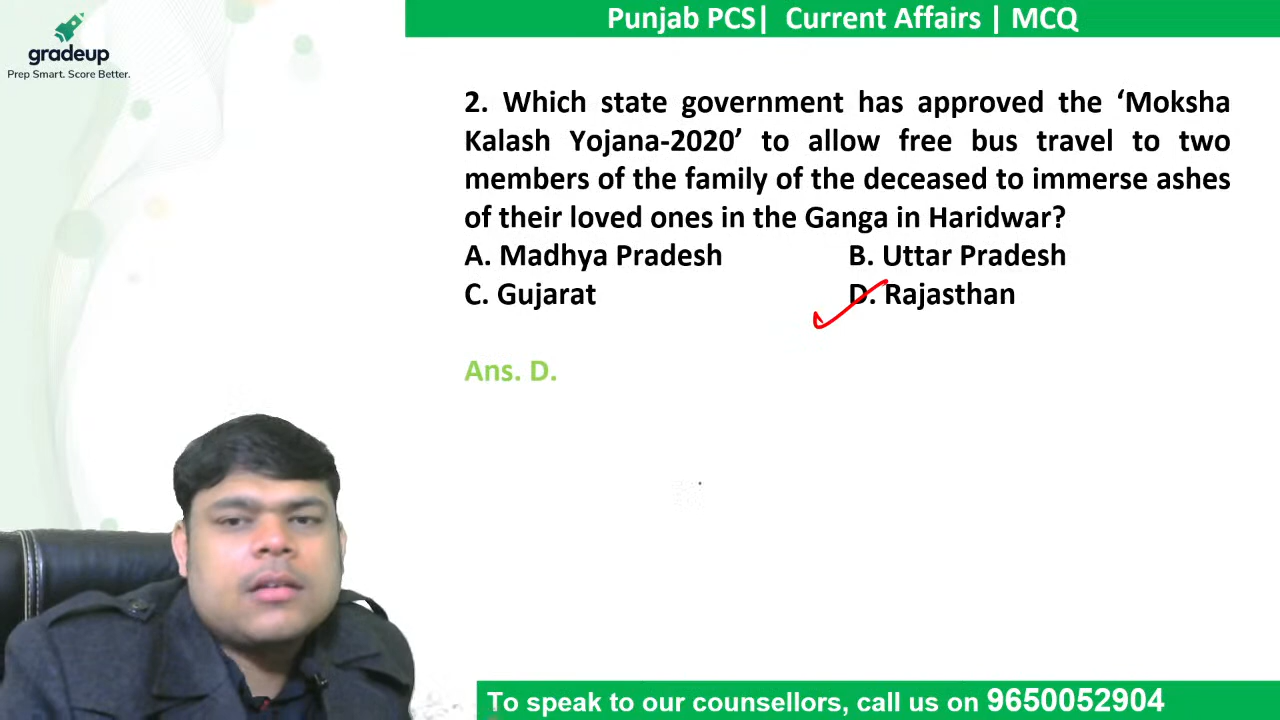 Punjab PCS| Current Affairs | MCQ
gradeup
Prep Smart. Score Better.
2. Which state government has approved the ‘Moksha
Kalash Yojana-2020’ to allow free bus travel to two
members of the family of the deceased to immerse ashes
of their loved ones in the Ganga in Haridwar?
A. Madhya Pradesh B. Uttar Pradesh
C. Gujarat D. Rajasthan
Ans. D.
To speak to our counsellors, call us on 9650052904